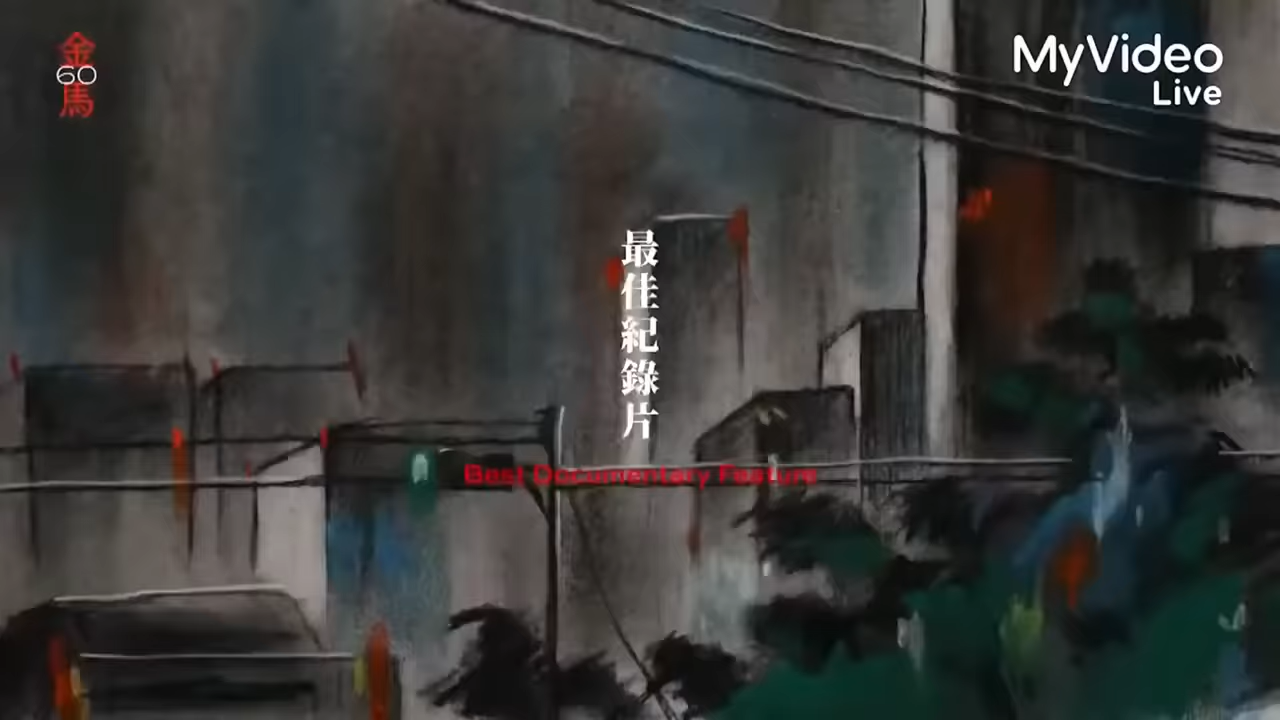 金
60
馬
MyVideo
Live
最佳紀錄片
Best Documentary Feature